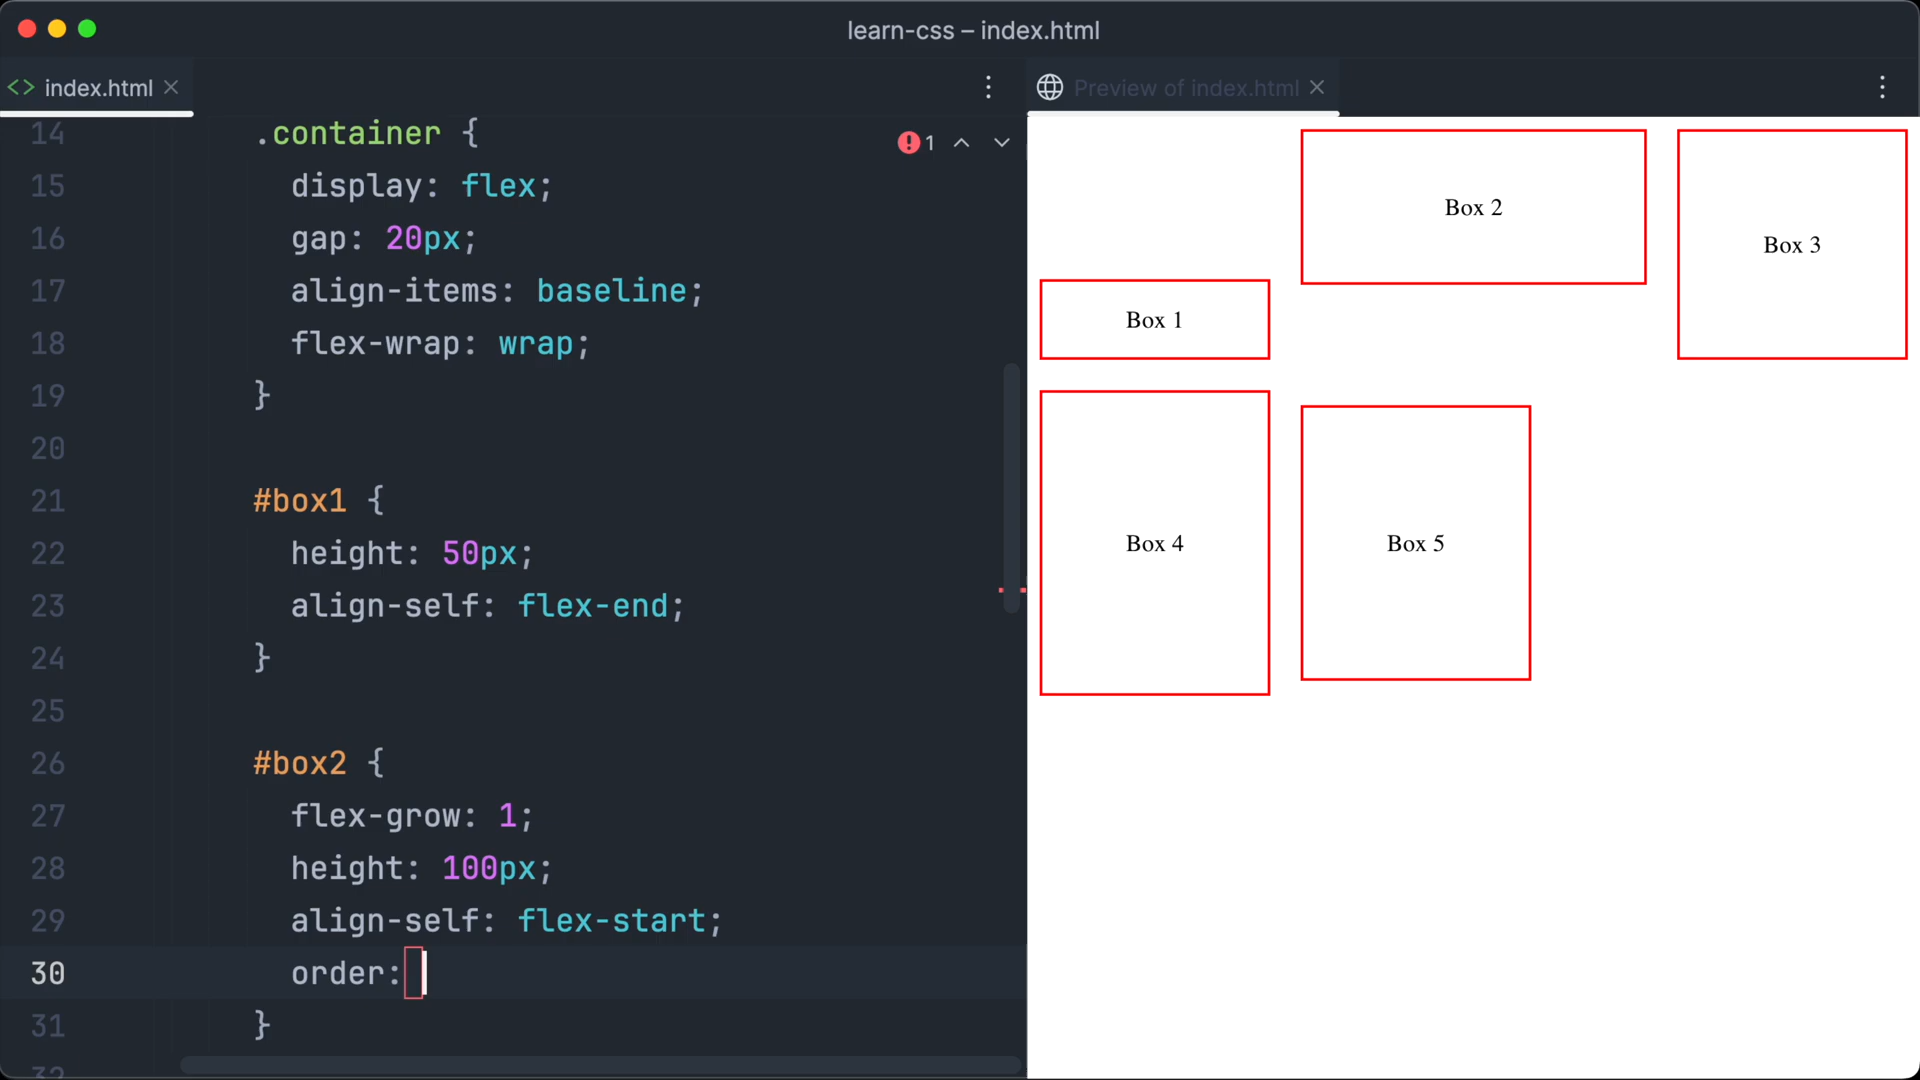 learn-css – index.html
<> index.html
Preview of index.html
1
14 .container {
15 display: flex;
16 gap: 20px;
17 align-items: baseline;
18 flex-wrap: wrap;
19 }
20
21 #box1 {
22 height: 50px;
23 align-self: flex-end;
24 }
25
26 #box2 {
27 flex-grow: 1;
28 height: 100px;
29 align-self: flex-start;
30 order:
31 }
32
Box 2
Box 3
Box 1
Box 4
Box 5